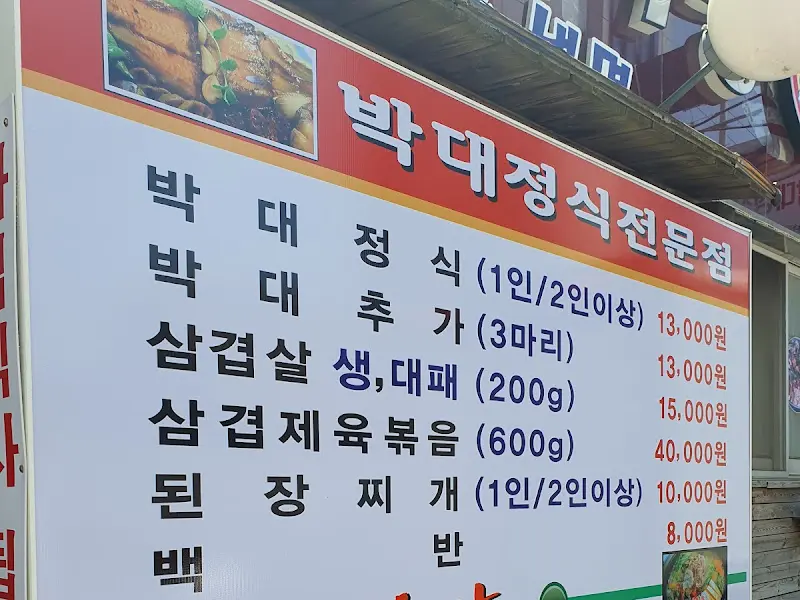 냉면
박대정식전문점
박대정식 (1인/2인이상) 13,000원
박대추가 (3마리) 13,000원
삼겹살 생,대패 (200g) 15,000원
삼겹제육볶음 (600g) 40,000원
된장찌개 (1인/2인이상) 10,000원
백반 8,000원